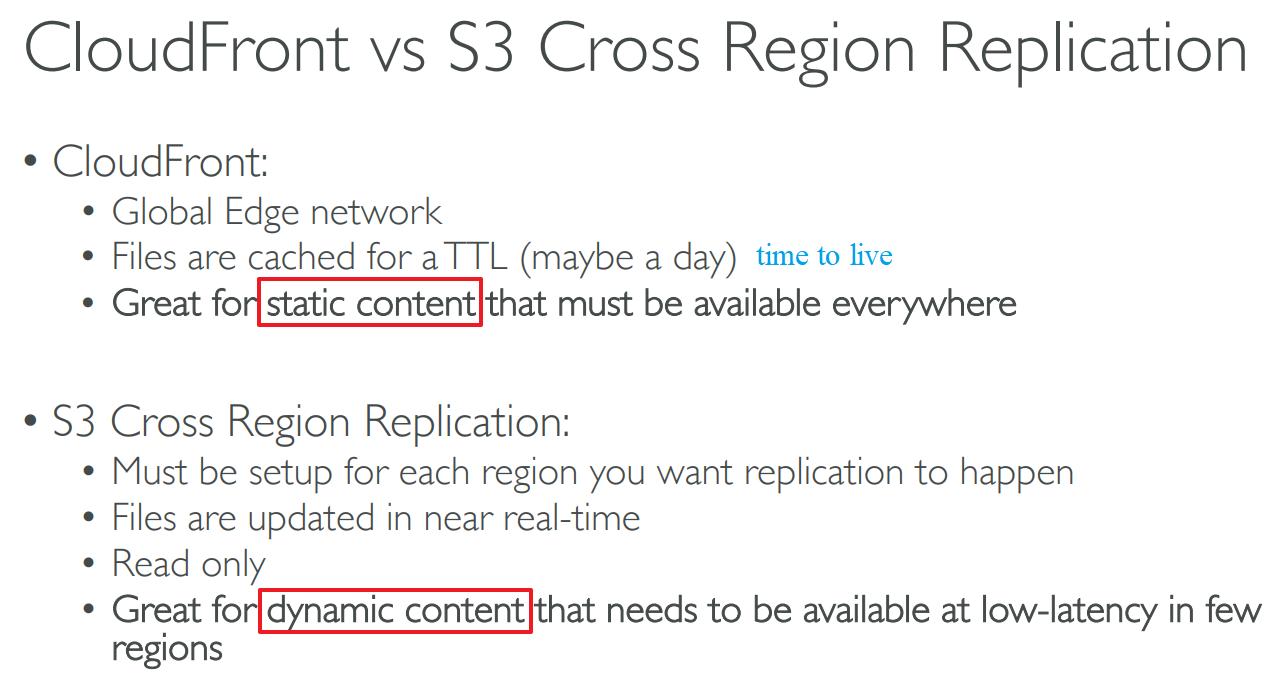 CloudFront vs S3 Cross Region Replication
• CloudFront:
• Global Edge network
• Files are cached for a TTL (maybe a day) time to live
• Great for static content that must be available everywhere
• S3 Cross Region Replication:
• Must be setup for each region you want replication to happen
• Files are updated in near real-time
• Read only
• Great for dynamic content that needs to be available at low-latency in few
regions